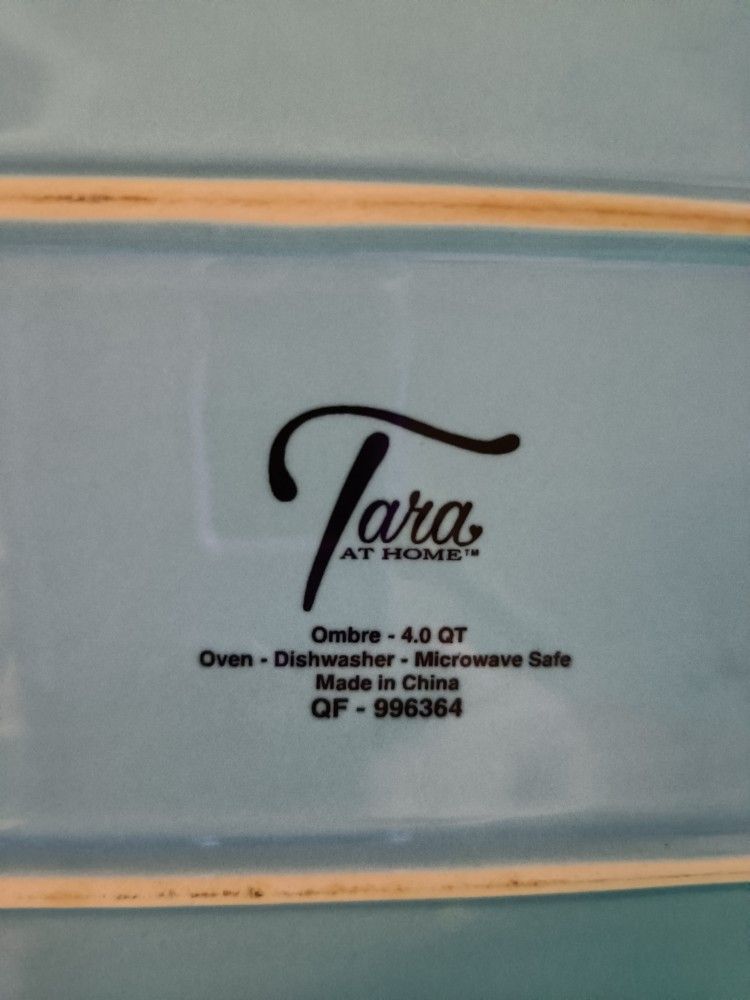 Tara
AT HOME™
Ombre - 4.0 QT
Oven - Dishwasher - Microwave Safe
Made in China
QF - 996364